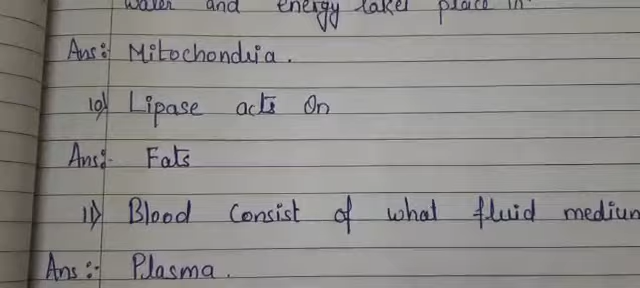 water and energy takes place in
Ans:- Mitochondria.
10) Lipase acts On
Ans:- Fats
11) Blood Consist of what fluid medium
Ans :- Plasma.